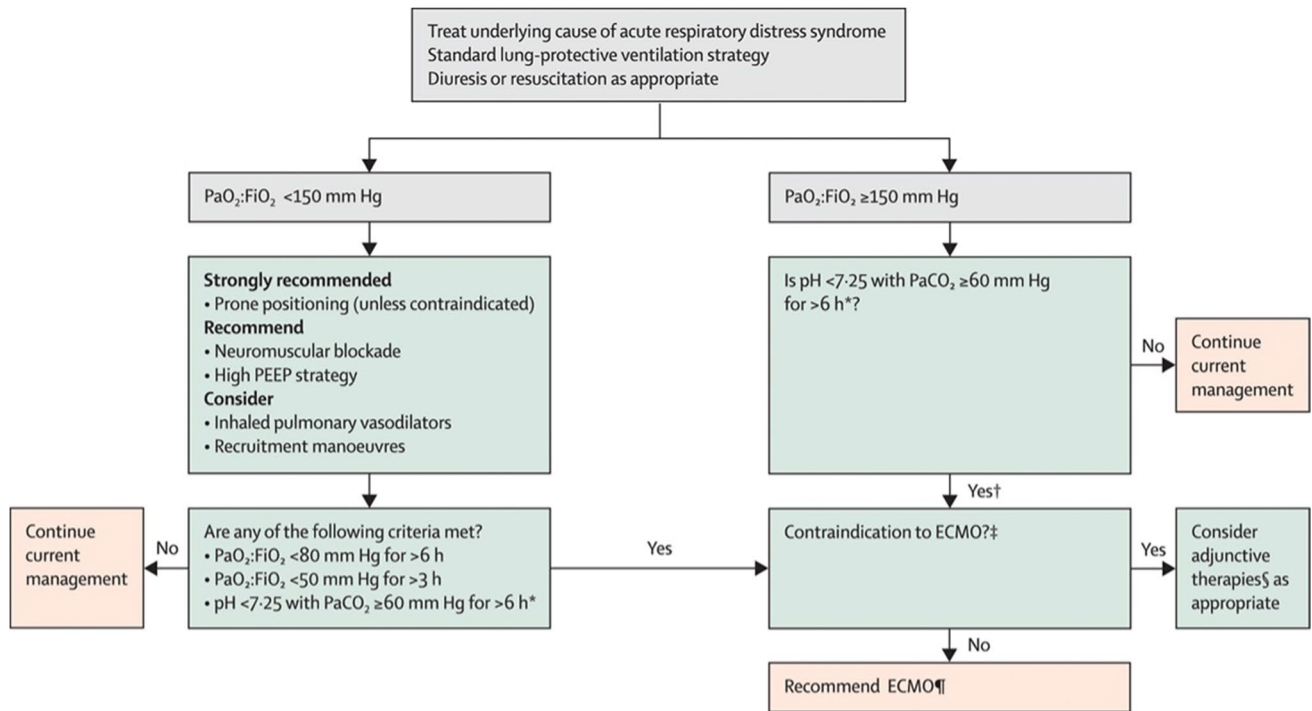 Treat underlying cause of acute respiratory distress syndrome
Standard lung-protective ventilation strategy
Diuresis or resuscitation as appropriate
PaO₂:FiO₂ <150 mm Hg
PaO₂:FiO₂ ≥150 mm Hg
Strongly recommended
• Prone positioning (unless contraindicated)
Recommend
• Neuromuscular blockade
• High PEEP strategy
Consider
• Inhaled pulmonary vasodilators
• Recruitment manoeuvres
Is pH <7·25 with PaCO₂ ≥60 mm Hg
for >6 h*?
No
Continue
current
management
Yes†
Continue
current
management
No
Are any of the following criteria met?
• PaO₂:FiO₂ <80 mm Hg for >6 h
• PaO₂:FiO₂ <50 mm Hg for >3 h
• pH <7·25 with PaCO₂ ≥60 mm Hg for >6 h*
Yes
Contraindication to ECMO?‡
Yes
Consider
adjunctive
therapies§ as
appropriate
No
Recommend ECMO¶